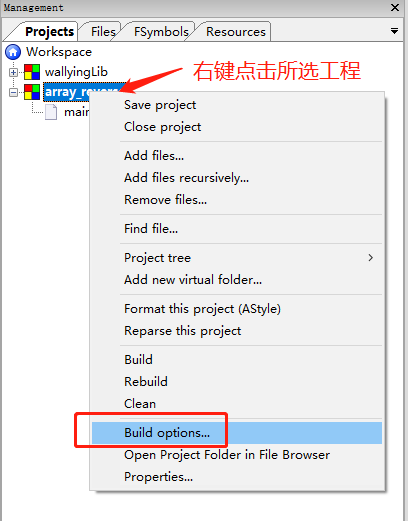 Management
Projects Files FSymbols Resources
Workspace
wallyingLib
右键点击所选工程
array_revers
main
Save project
Close project
Add files...
Add files recursively...
Remove files...
Find file...
Project tree
Add new virtual folder...
Format this project (AStyle)
Reparse this project
Build
Rebuild
Clean
Build options...
Open Project Folder in File Browser
Properties...